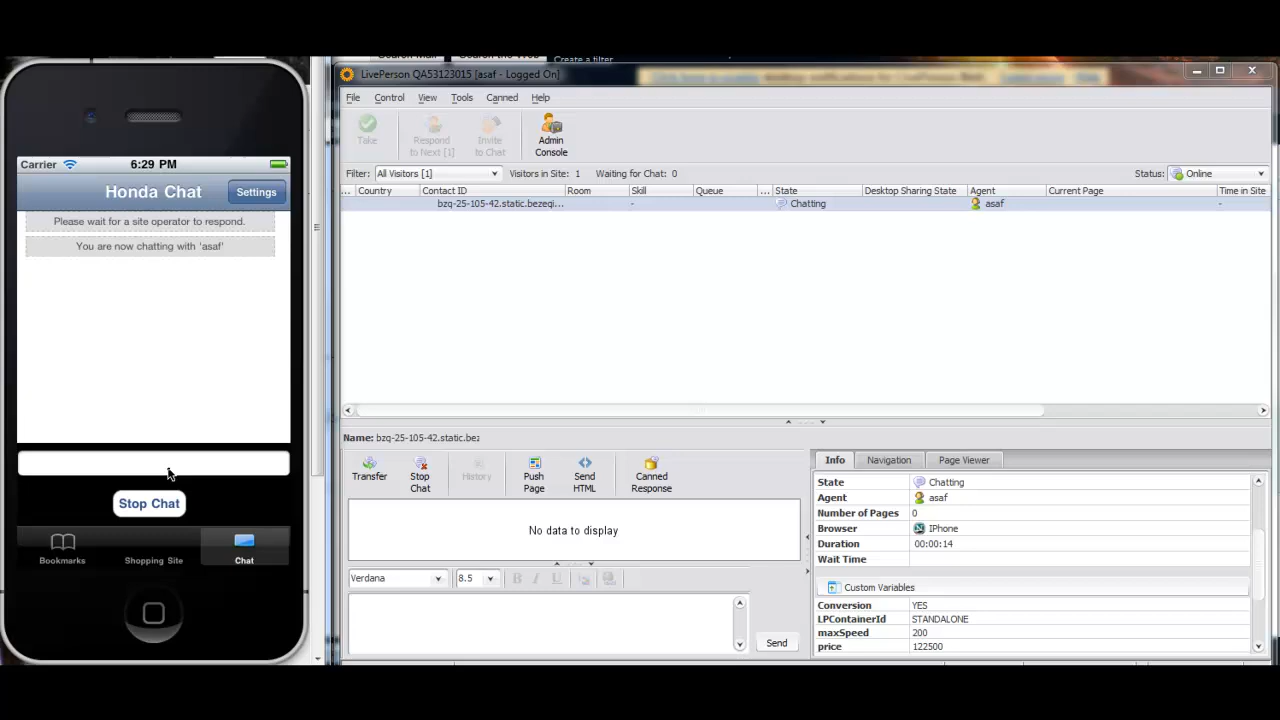 Create a filter
LivePerson QA53123015 [asaf - Logged On]
File Control View Tools Canned Help
Take
Respond to Next [1]
Invite to Chat
Admin Console
Filter: All Visitors [1] Visitors in Site: 1 Waiting for Chat: 0 Status: Online
... Country Contact ID Room Skill Queue ... State Desktop Sharing State Agent Current Page Time in Site
bzq-25-105-42.static.bezeqi... - Chatting asaf -
Carrier 6:29 PM
Honda Chat Settings
Please wait for a site operator to respond.
You are now chatting with 'asaf'
Stop Chat
Bookmarks Shopping Site Chat
Name: bzq-25-105-42.static.bez
Transfer
Stop Chat
History
Push Page
Send HTML
Canned Response
No data to display
Verdana 8.5 B I U
Send
Info Navigation Page Viewer
State Chatting
Agent asaf
Number of Pages 0
Browser IPhone
Duration 00:00:14
Wait Time
Custom Variables
Conversion YES
LPContainerId STANDALONE
maxSpeed 200
price 122500